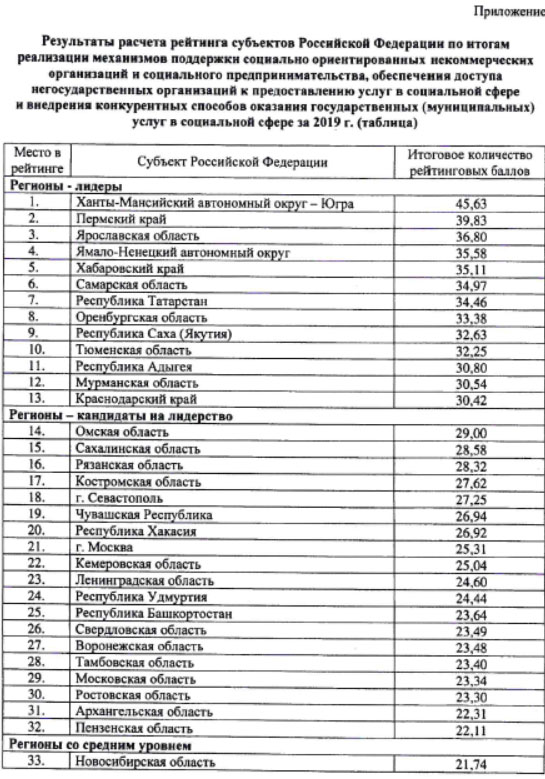 Приложение
Результаты расчета рейтинга субъектов Российской Федерации по итогам
реализации механизмов поддержки социально ориентированных некоммерческих
организаций и социального предпринимательства, обеспечения доступа
негосударственных организаций к предоставлению услуг в социальной сфере
и внедрения конкурентных способов оказания государственных (муниципальных)
услуг в социальной сфере за 2019 г. (таблица)
Место в рейтинге Субъект Российской Федерации Итоговое количество рейтинговых баллов
Регионы - лидеры
1. Ханты-Мансийский автономный округ – Югра 45,63
2. Пермский край 39,83
3. Ярославская область 36,80
4. Ямало-Ненецкий автономный округ 35,58
5. Хабаровский край 35,11
6. Самарская область 34,97
7. Республика Татарстан 34,46
8. Оренбургская область 33,38
9. Республика Саха (Якутия) 32,63
10. Тюменская область 32,25
11. Республика Адыгея 30,80
12. Мурманская область 30,54
13. Краснодарский край 30,42
Регионы – кандидаты на лидерство
14. Омская область 29,00
15. Сахалинская область 28,58
16. Рязанская область 28,32
17. Костромская область 27,62
18. г. Севастополь 27,25
19. Чувашская Республика 26,94
20. Республика Хакасия 26,92
21. г. Москва 25,31
22. Кемеровская область 25,04
23. Ленинградская область 24,60
24. Республика Удмуртия 24,44
25. Республика Башкортостан 23,64
26. Свердловская область 23,49
27. Воронежская область 23,48
28. Тамбовская область 23,40
29. Московская область 23,34
30. Ростовская область 23,30
31. Архангельская область 22,31
32. Пензенская область 22,11
Регионы со средним уровнем
33. Новосибирская область 21,74